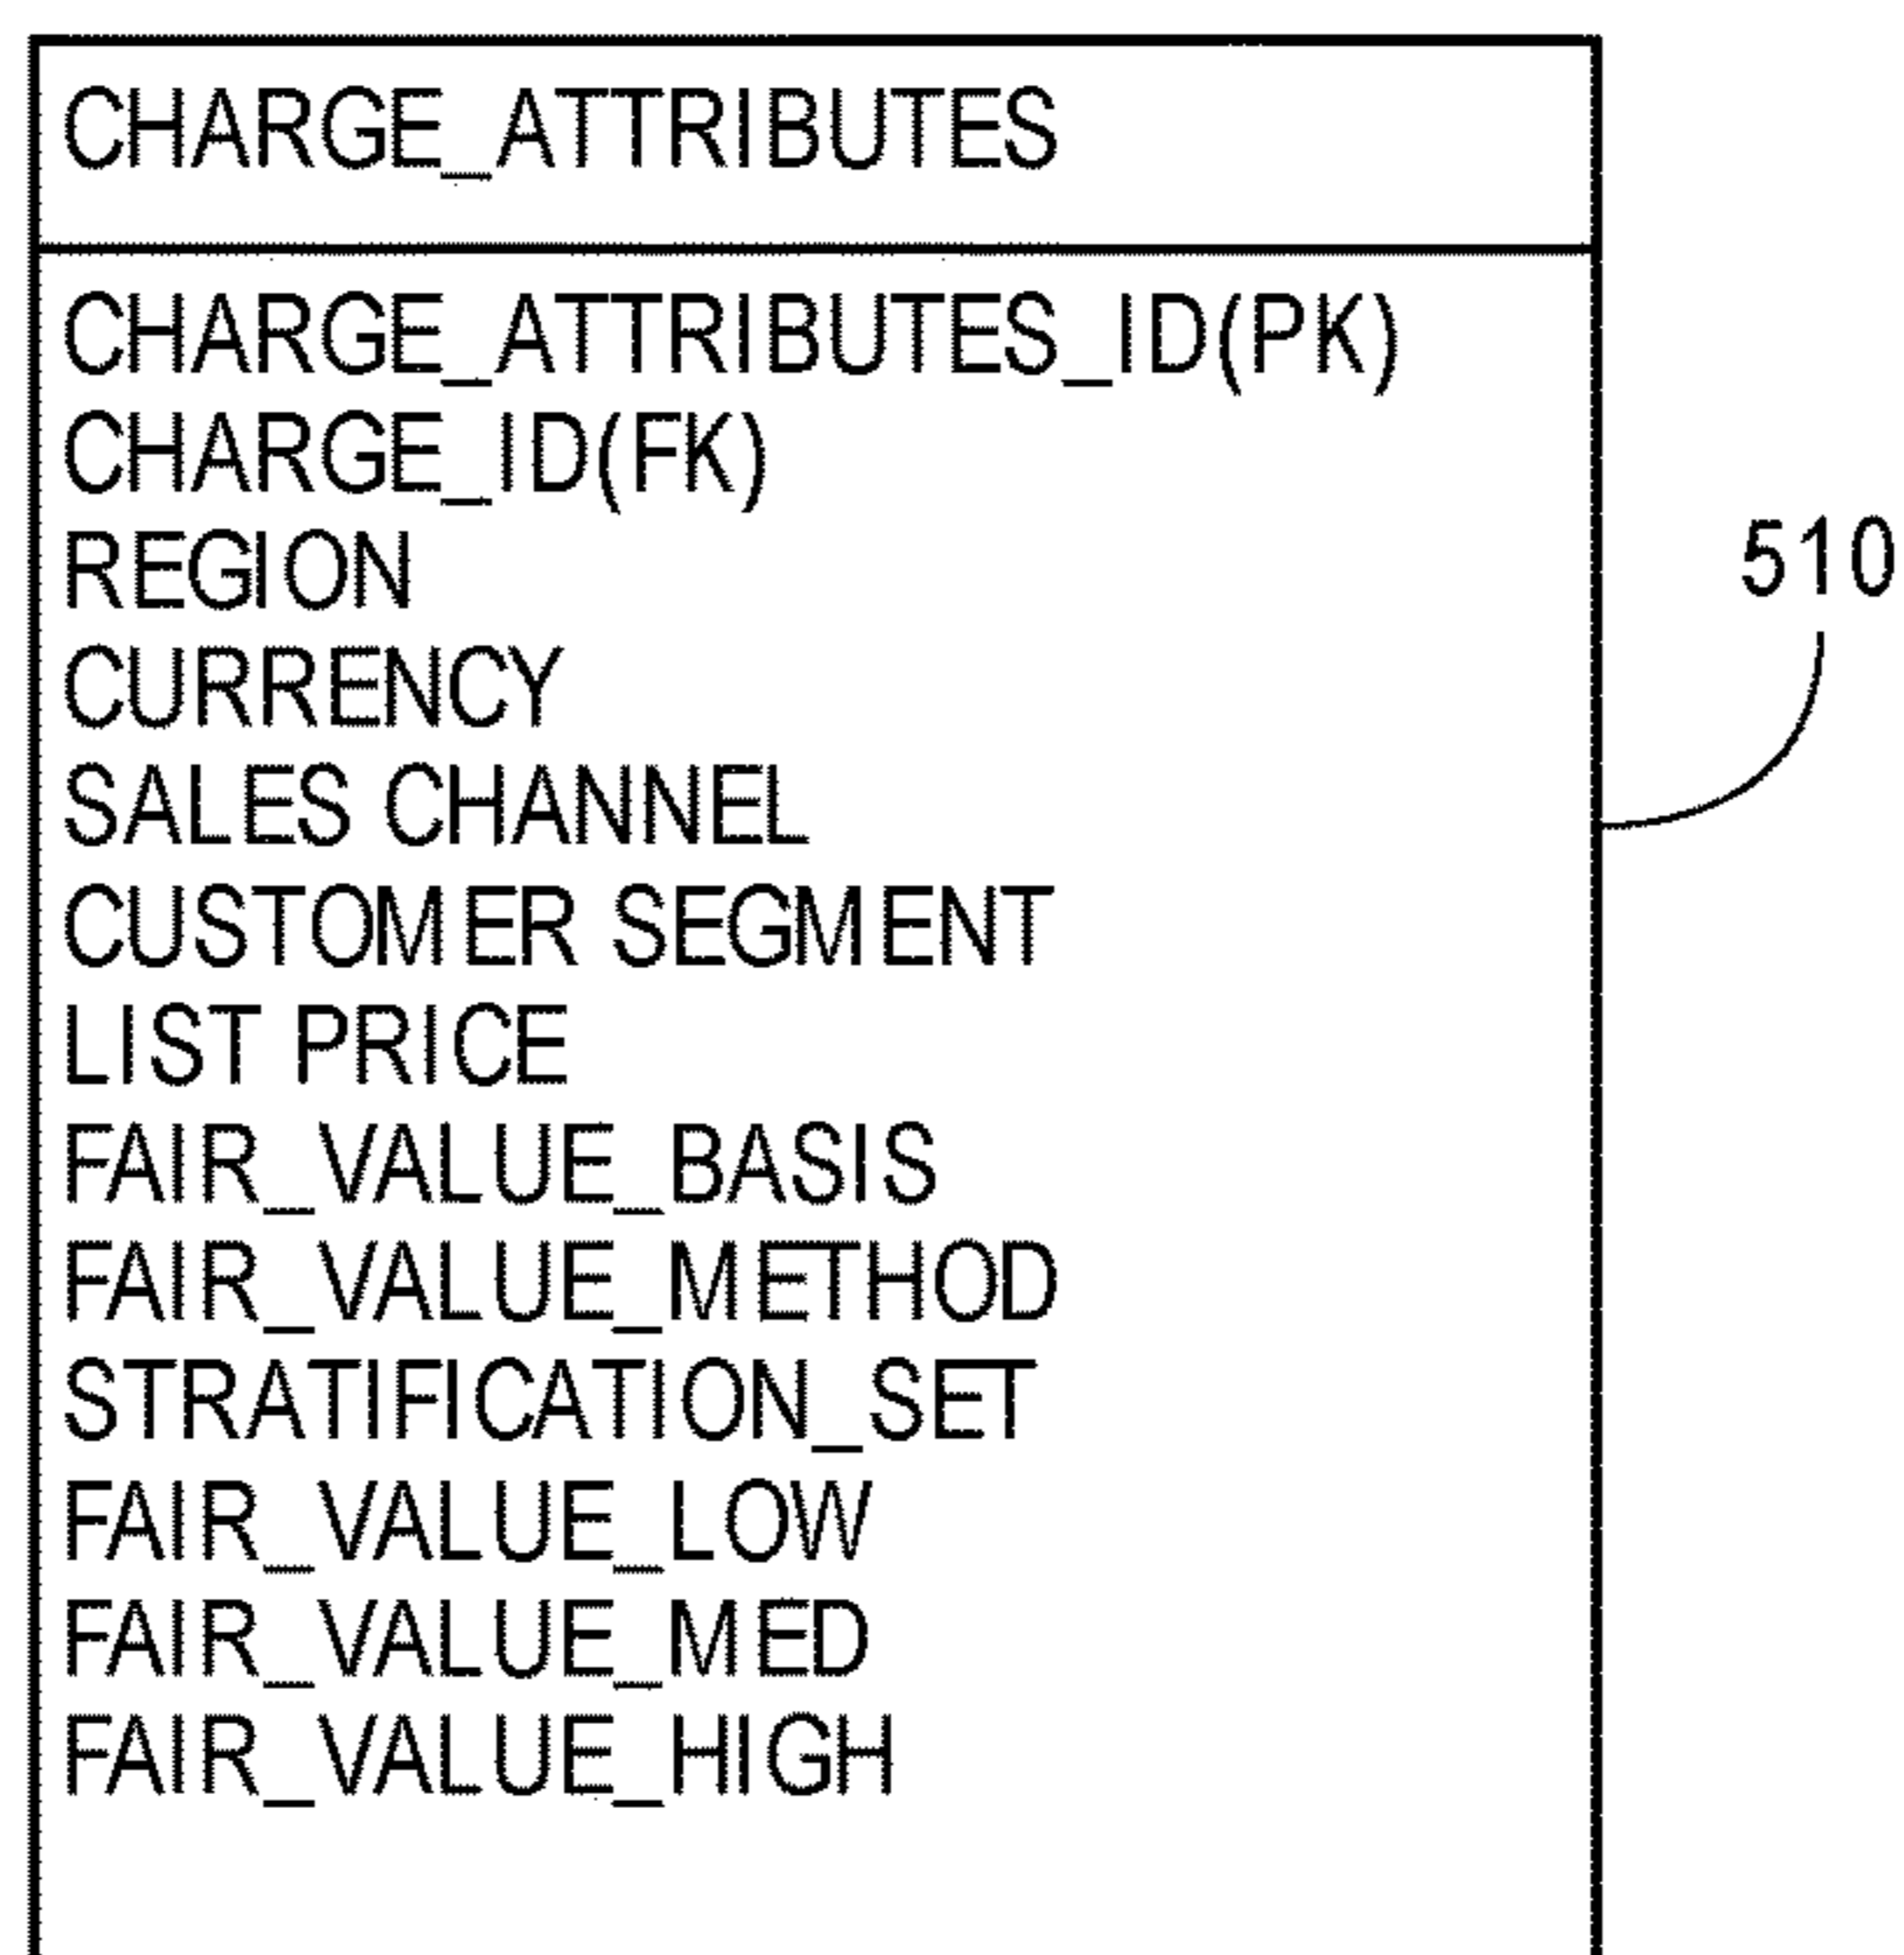 CHARGE_ATTRIBUTES
CHARGE_ATTRIBUTES_ID(PK)
CHARGE_ID(FK)
REGION
CURRENCY
SALES CHANNEL
CUSTOMER SEGMENT
LIST PRICE
FAIR_VALUE_BASIS
FAIR_VALUE_METHOD
STRATIFICATION_SET
FAIR_VALUE_LOW
FAIR_VALUE_MED
FAIR_VALUE_HIGH
510